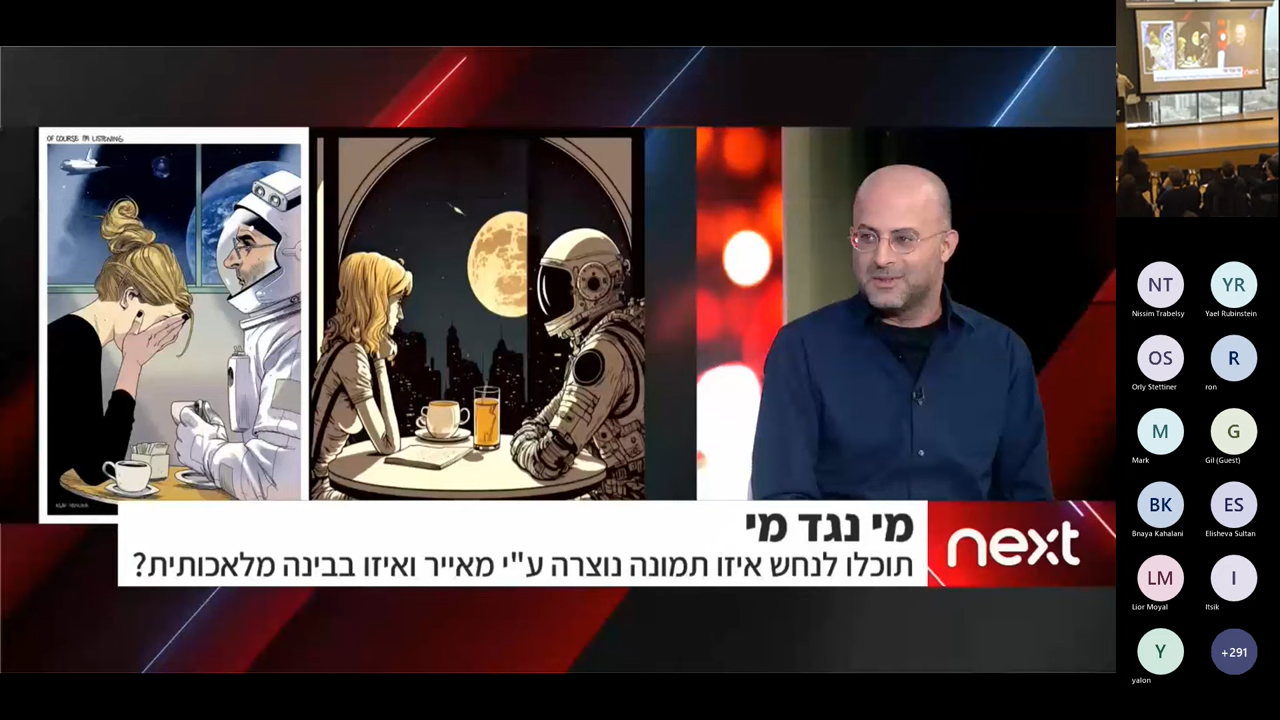 OF COURSE I'M LISTENING
מי נגד מי
תוכלו לנחש איזו תמונה נוצרה ע"י מאייר ואיזו בבינה מלאכותית?
next
NT
Nissim Trabelsy
YR
Yael Rubinstein
OS
Orly Stettiner
R
ron
M
Mark
G
Gil (Guest)
BK
Bnaya Kahalani
ES
Elisheva Sultan
LM
Lior Moyal
I
Itsik
Y
yalon
+291